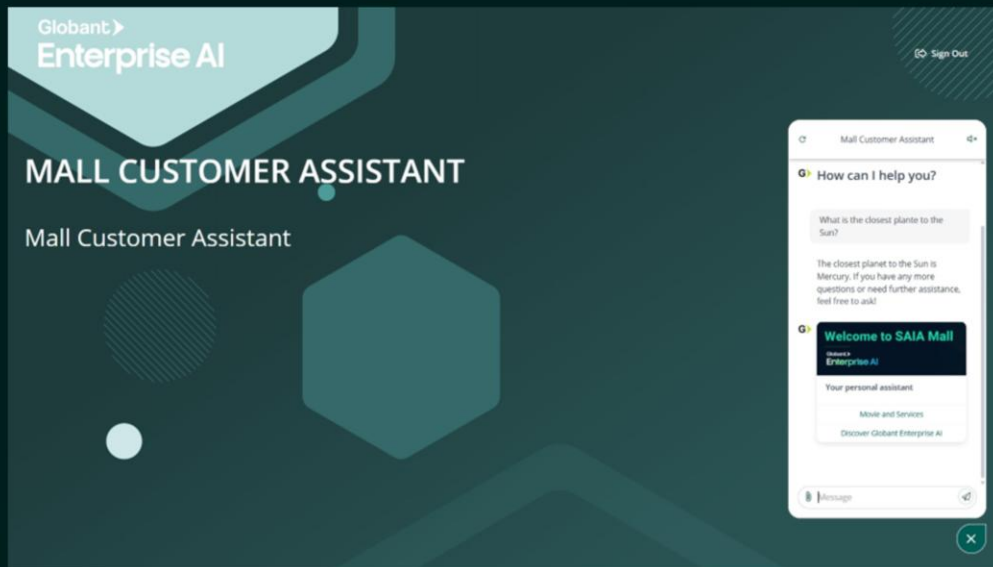 Globant
Enterprise AI
Sign Out
MALL CUSTOMER ASSISTANT
Mall Customer Assistant
Mall Customer Assistant
G
How can I help you?
What is the closest plante to the
Sun?
The closest planet to the Sun is
Mercury. If you have any more
questions or need further assistance,
feel free to ask!
G
Welcome to SAIA Mall
Globant
Enterprise AI
Your personal assistant
Movie and Services
Discover Globant Enterprise AI
Message